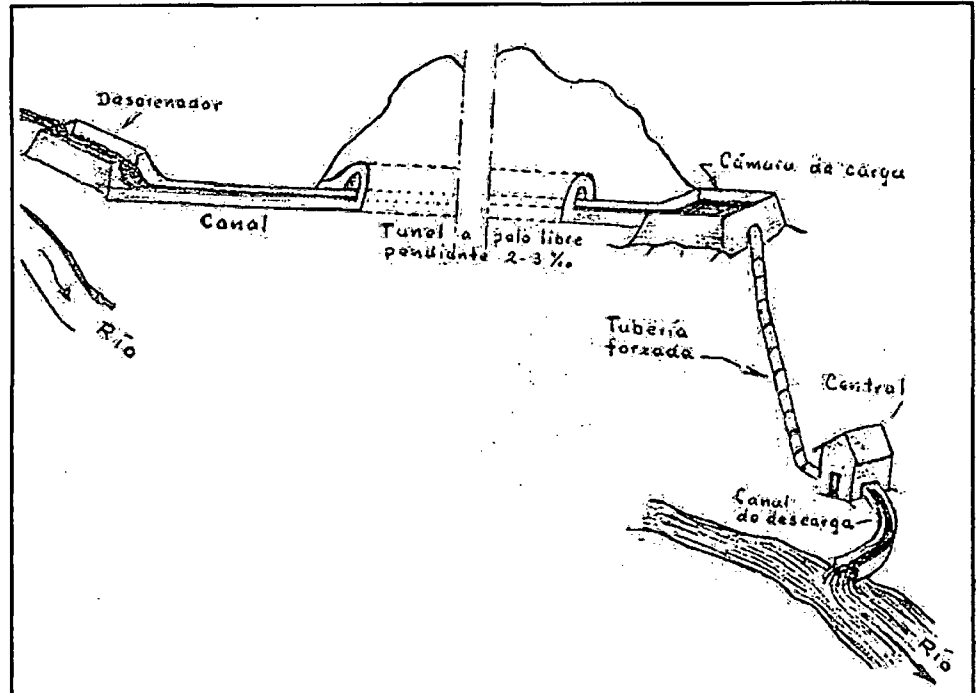 Desarenador
Cámara de carga
Canal
Tunel a pelo libre
pendiente 2-3‰
Río
Tubería
forzada
Central
Canal
de descarga
Río